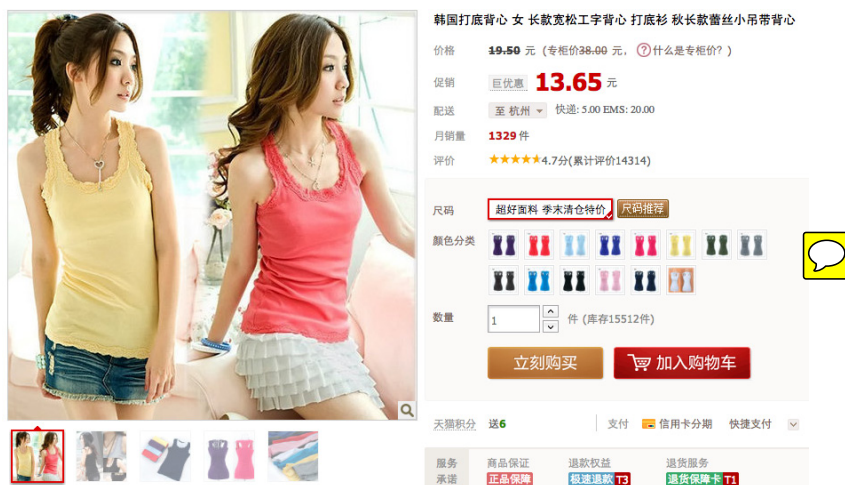 韩国打底背心 女 长款宽松工字背心 打底衫 秋长款蕾丝小吊带背心
价格 19.50 元 (专柜价38.00 元, ?什么是专柜价? )
促销 巨优惠 13.65 元
配送 至 杭州 快递: 5.00 EMS: 20.00
月销量 1329 件
评价 4.7分(累计评价14314)
尺码 超好面料 季末清仓特价 尺码推荐
颜色分类
数量 1 件 (库存15512件)
立刻购买 加入购物车
天猫积分 送6 支付 信用卡分期 快捷支付
服务 商品保证 退款权益 退货服务
承诺 正品保障 极速退款 T3 退货保障卡 T1